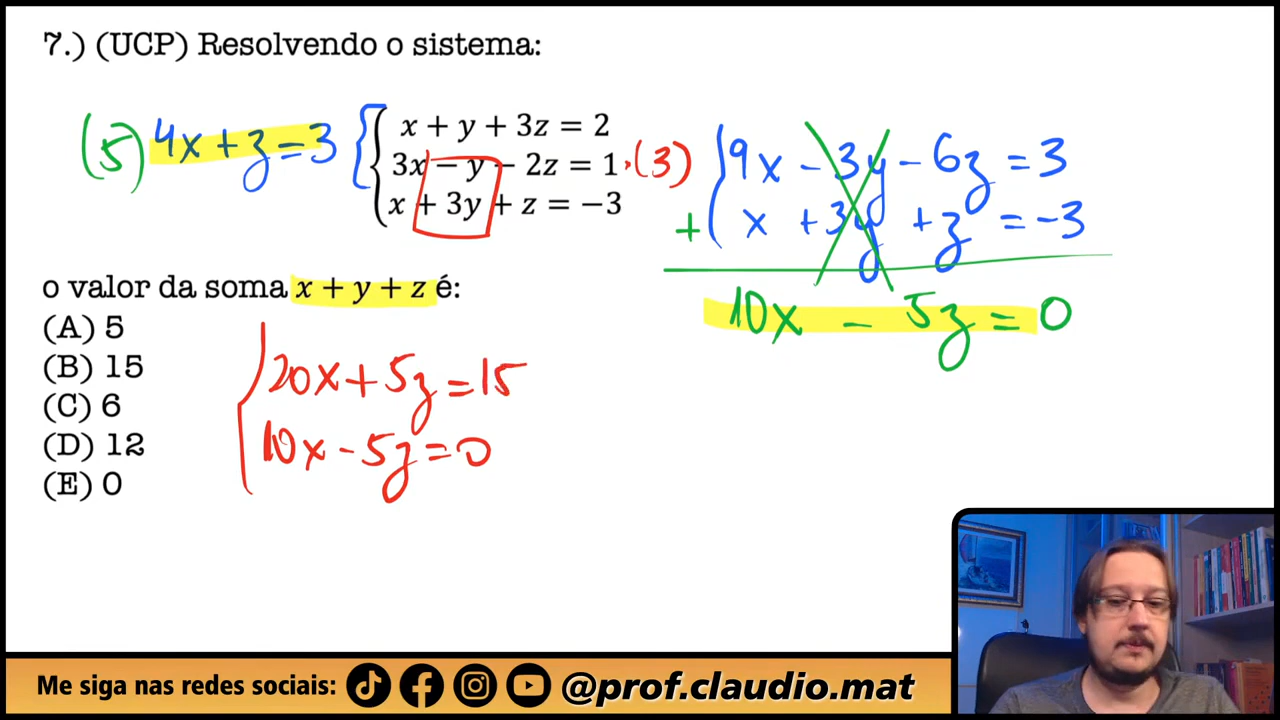 7.) (UCP) Resolvendo o sistema:
(5) 4x + z = 3
x + y + 3z = 2
3x − y − 2z = 1 ·(3)
x + 3y + z = −3
9x − 3y − 6z = 3
+ x + 3y + z = −3
10x − 5z = 0
o valor da soma x + y + z é:
(A) 5
(B) 15
(C) 6
(D) 12
(E) 0
20x + 5z = 15
10x − 5z = 0
Me siga nas redes sociais: @prof.claudio.mat